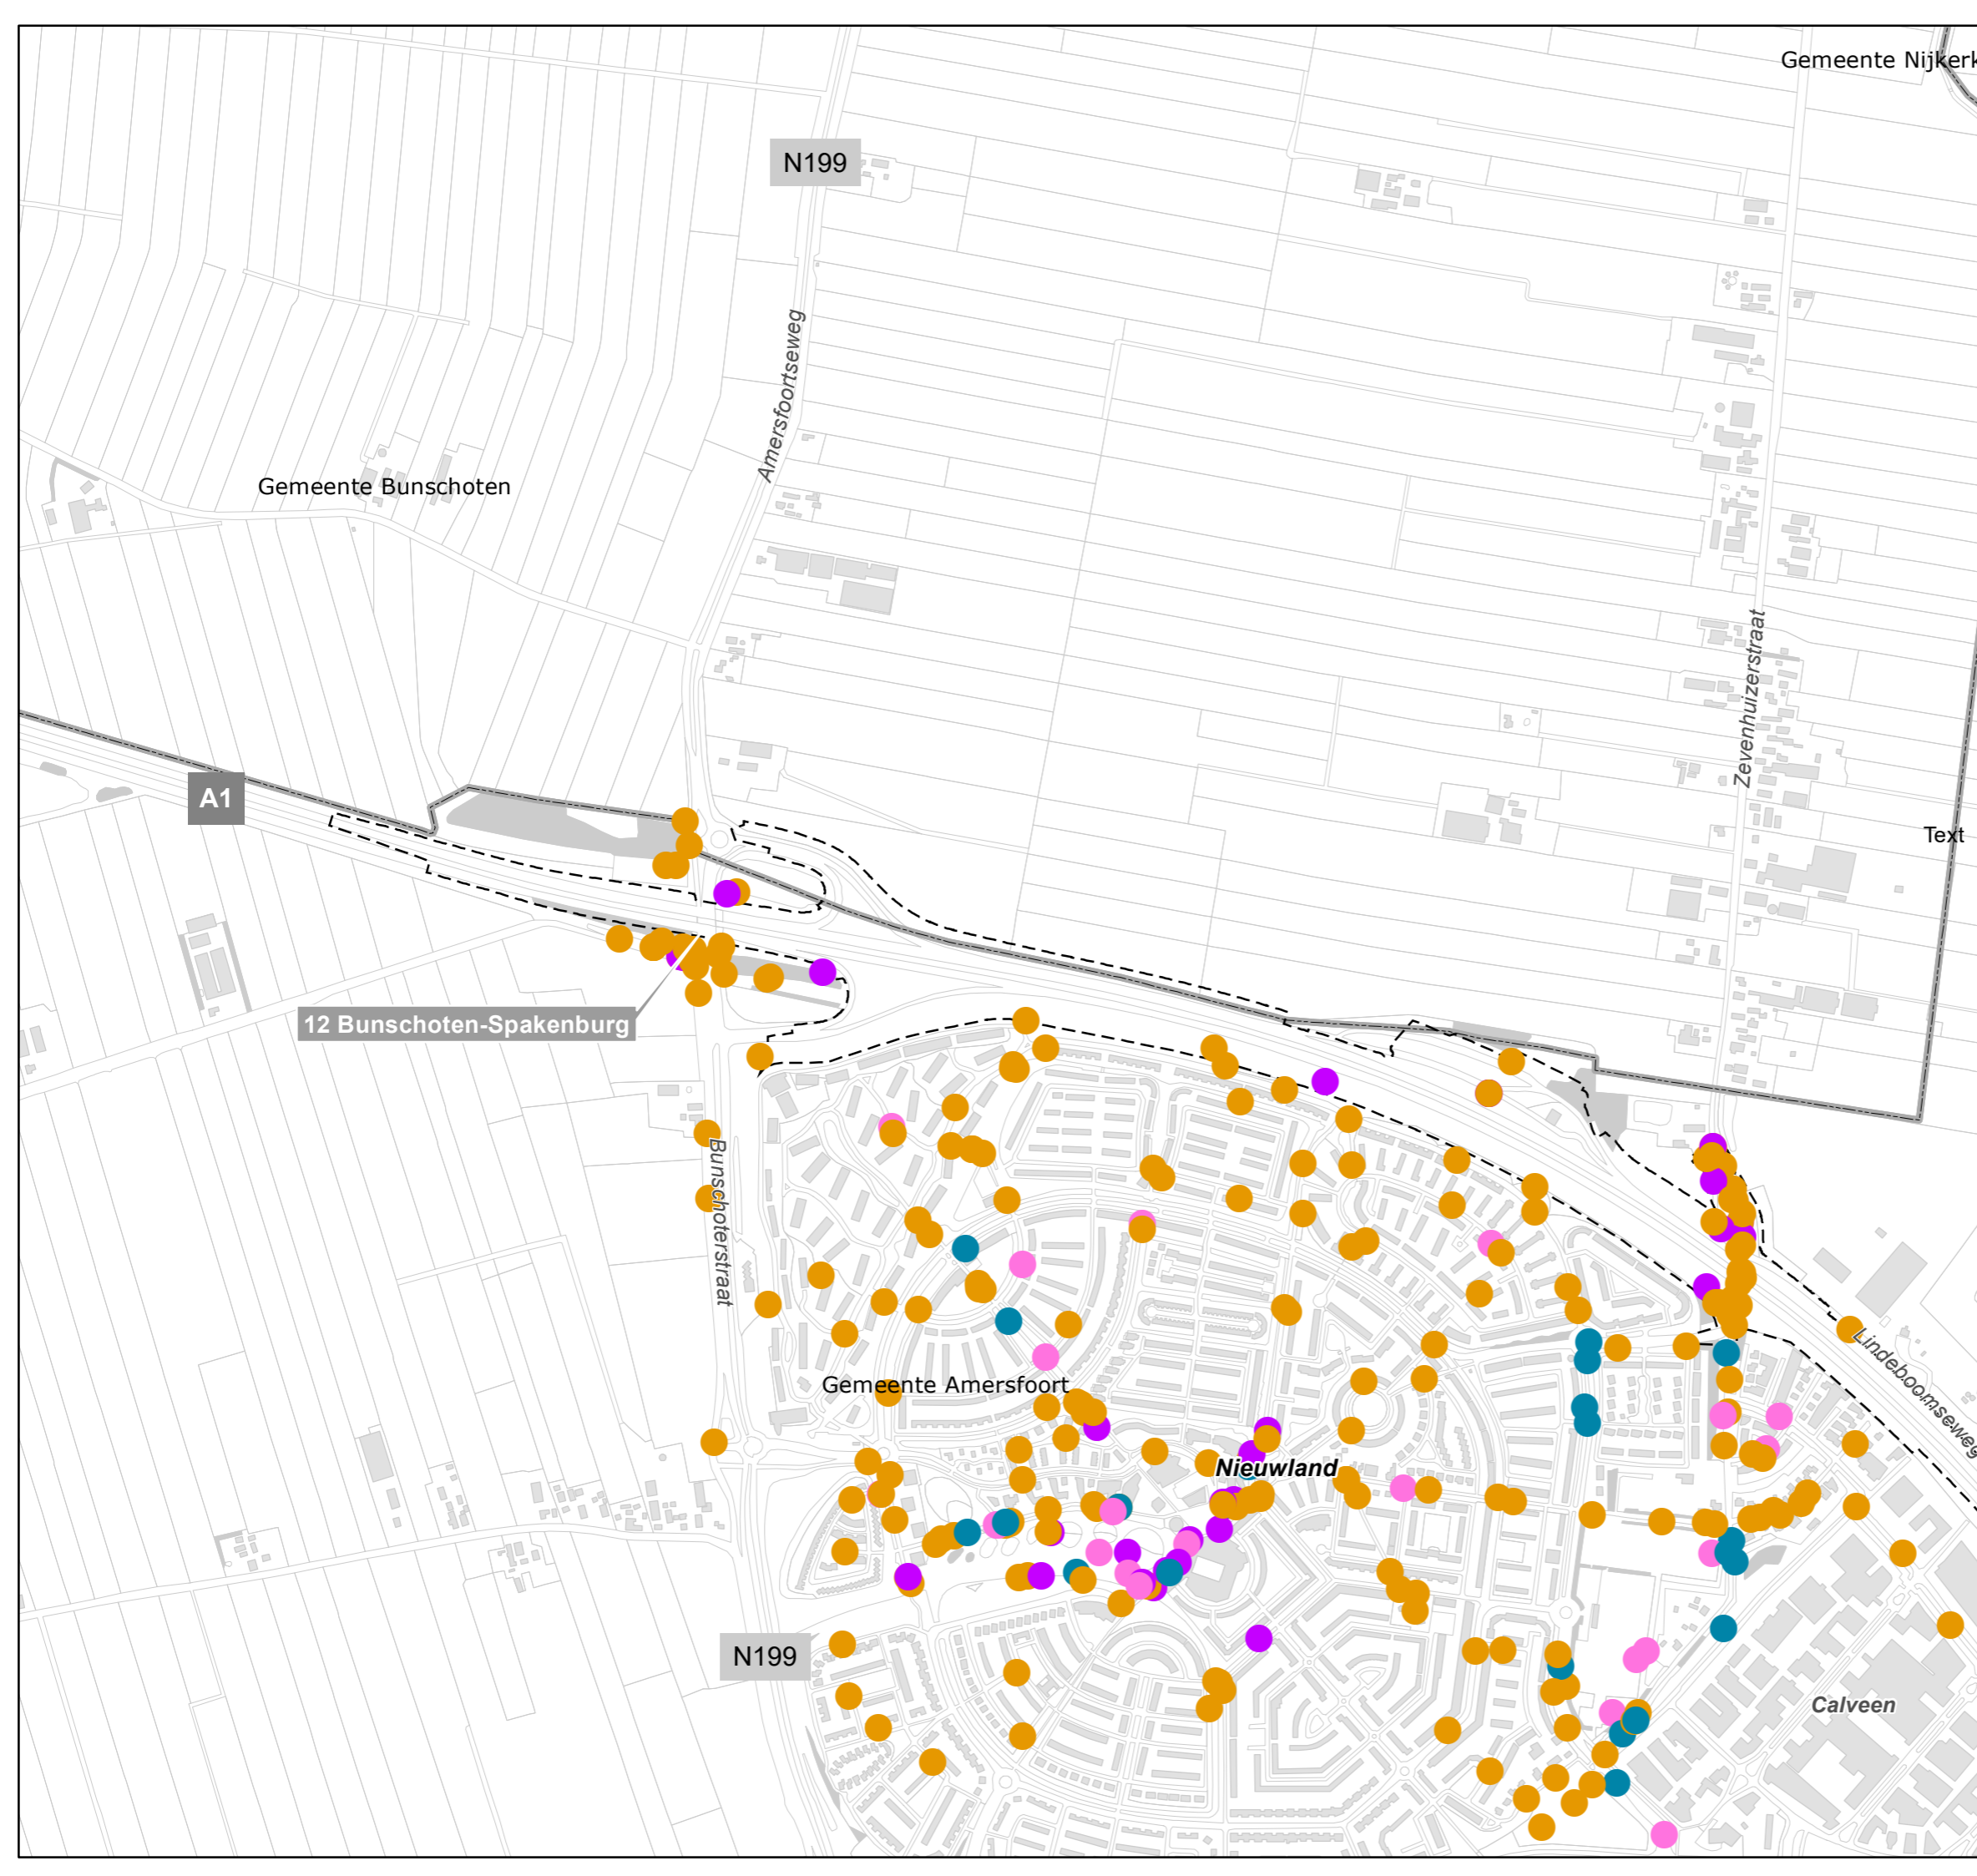 Gemeente Nijkerk
N199
Amersfoortseweg
Gemeente Bunschoten
Zevenhuizerstraat
A1
Text
12 Bunschoten-Spakenburg
Bunschoterstraat
Lindeboomseweg
Gemeente Amersfoort
Nieuwland
N199
Calveen